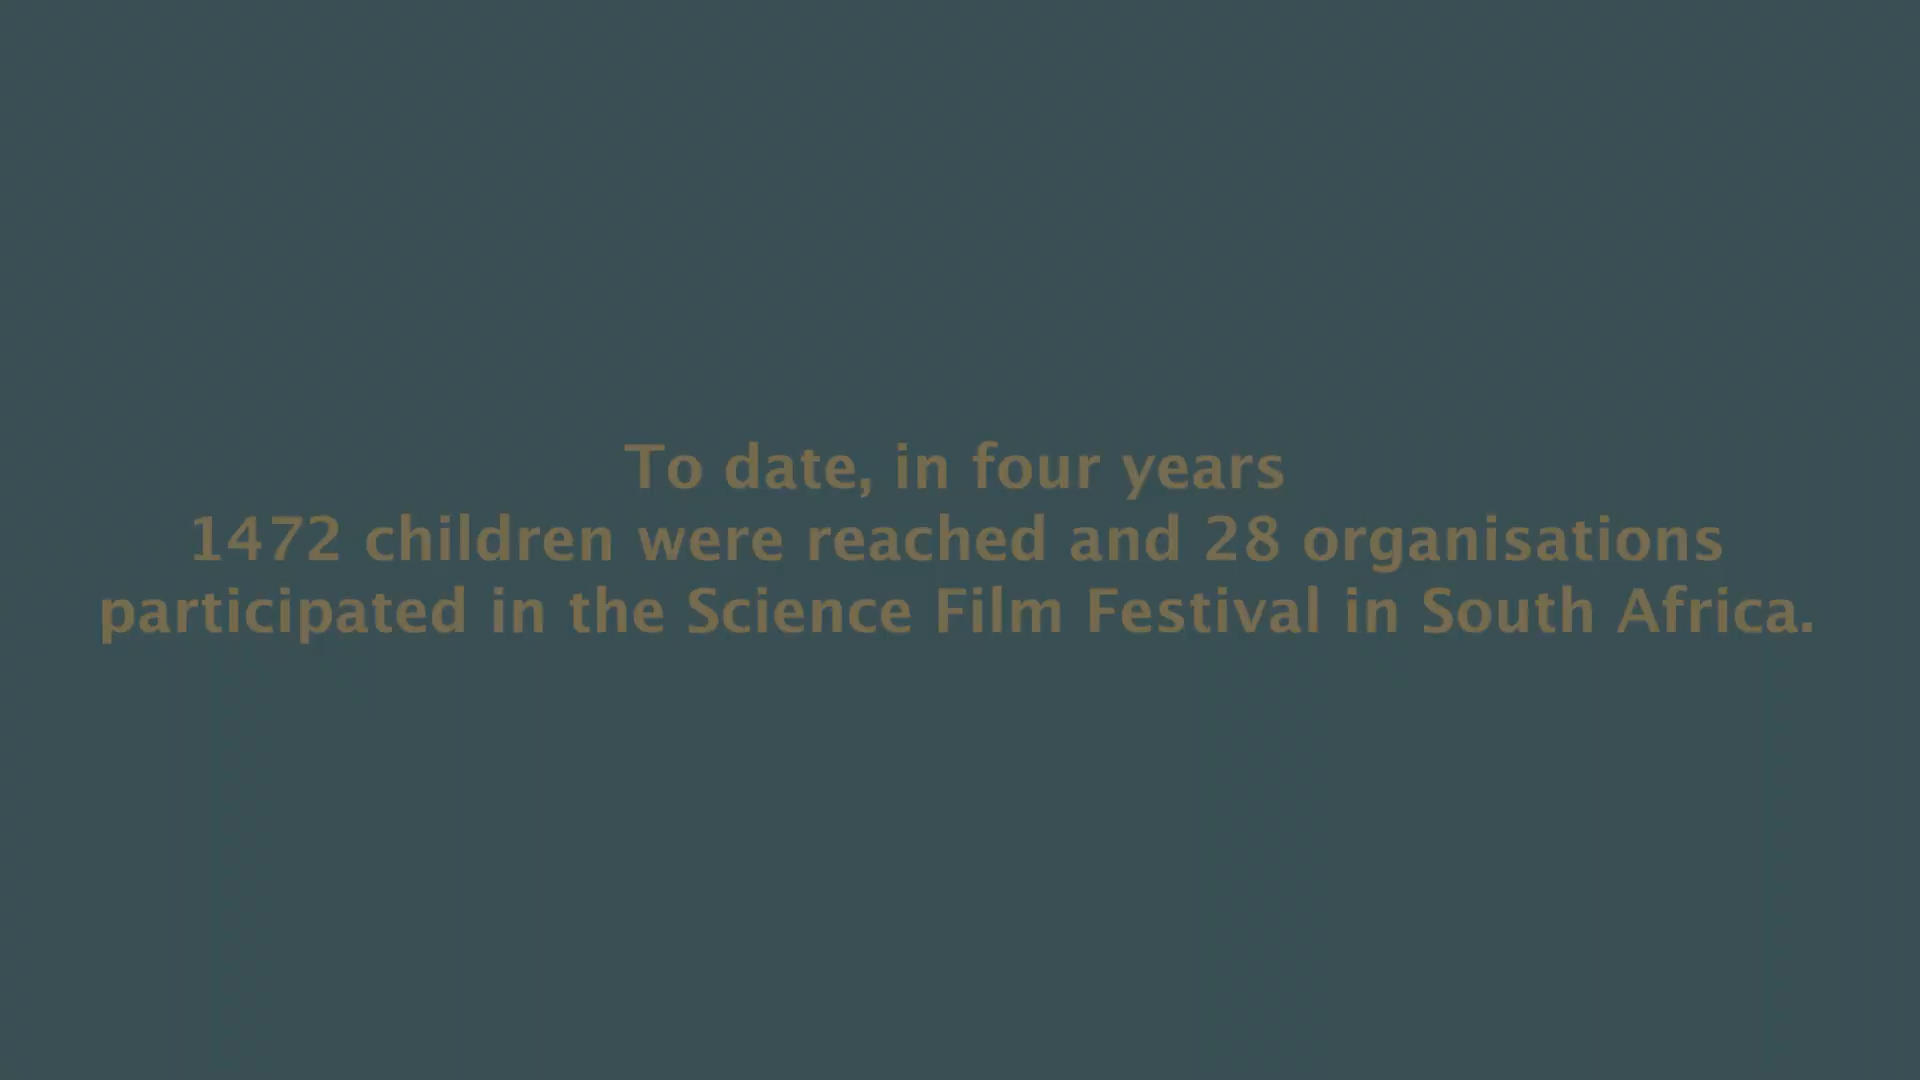 To date, in four years
1472 children were reached and 28 organisations
participated in the Science Film Festival in South Africa.